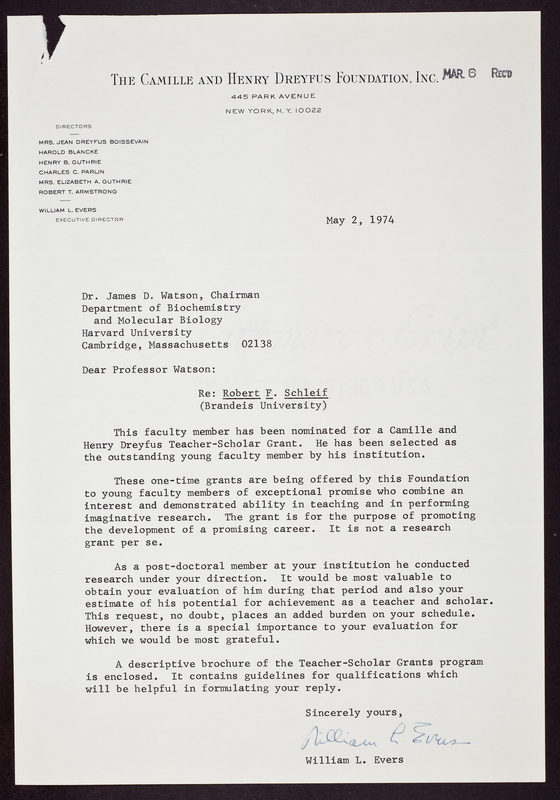 THE CAMILLE AND HENRY DREYFUS FOUNDATION, INC.
MAR 6 REC'D
445 PARK AVENUE
NEW YORK, N.Y. 10022
DIRECTORS
MRS. JEAN DREYFUS BOISSEVAIN
HAROLD BLANCKE
HENRY B. GUTHRIE
CHARLES C. PARLIN
MRS. ELIZABETH A. GUTHRIE
ROBERT T. ARMSTRONG
WILLIAM L. EVERS
EXECUTIVE DIRECTOR
May 2, 1974
Dr. James D. Watson, Chairman
Department of Biochemistry
and Molecular Biology
Harvard University
Cambridge, Massachusetts 02138
Dear Professor Watson:
Re: Robert F. Schleif
(Brandeis University)
This faculty member has been nominated for a Camille and
Henry Dreyfus Teacher-Scholar Grant. He has been selected as
the outstanding young faculty member by his institution.
These one-time grants are being offered by this Foundation
to young faculty members of exceptional promise who combine an
interest and demonstrated ability in teaching and in performing
imaginative research. The grant is for the purpose of promoting
the development of a promising career. It is not a research
grant per se.
As a post-doctoral member at your institution he conducted
research under your direction. It would be most valuable to
obtain your evaluation of him during that period and also your
estimate of his potential for achievement as a teacher and scholar.
This request, no doubt, places an added burden on your schedule.
However, there is a special importance to your evaluation for
which we would be most grateful.
A descriptive brochure of the Teacher-Scholar Grants program
is enclosed. It contains guidelines for qualifications which
will be helpful in formulating your reply.
Sincerely yours,
William L. Evers
William L. Evers